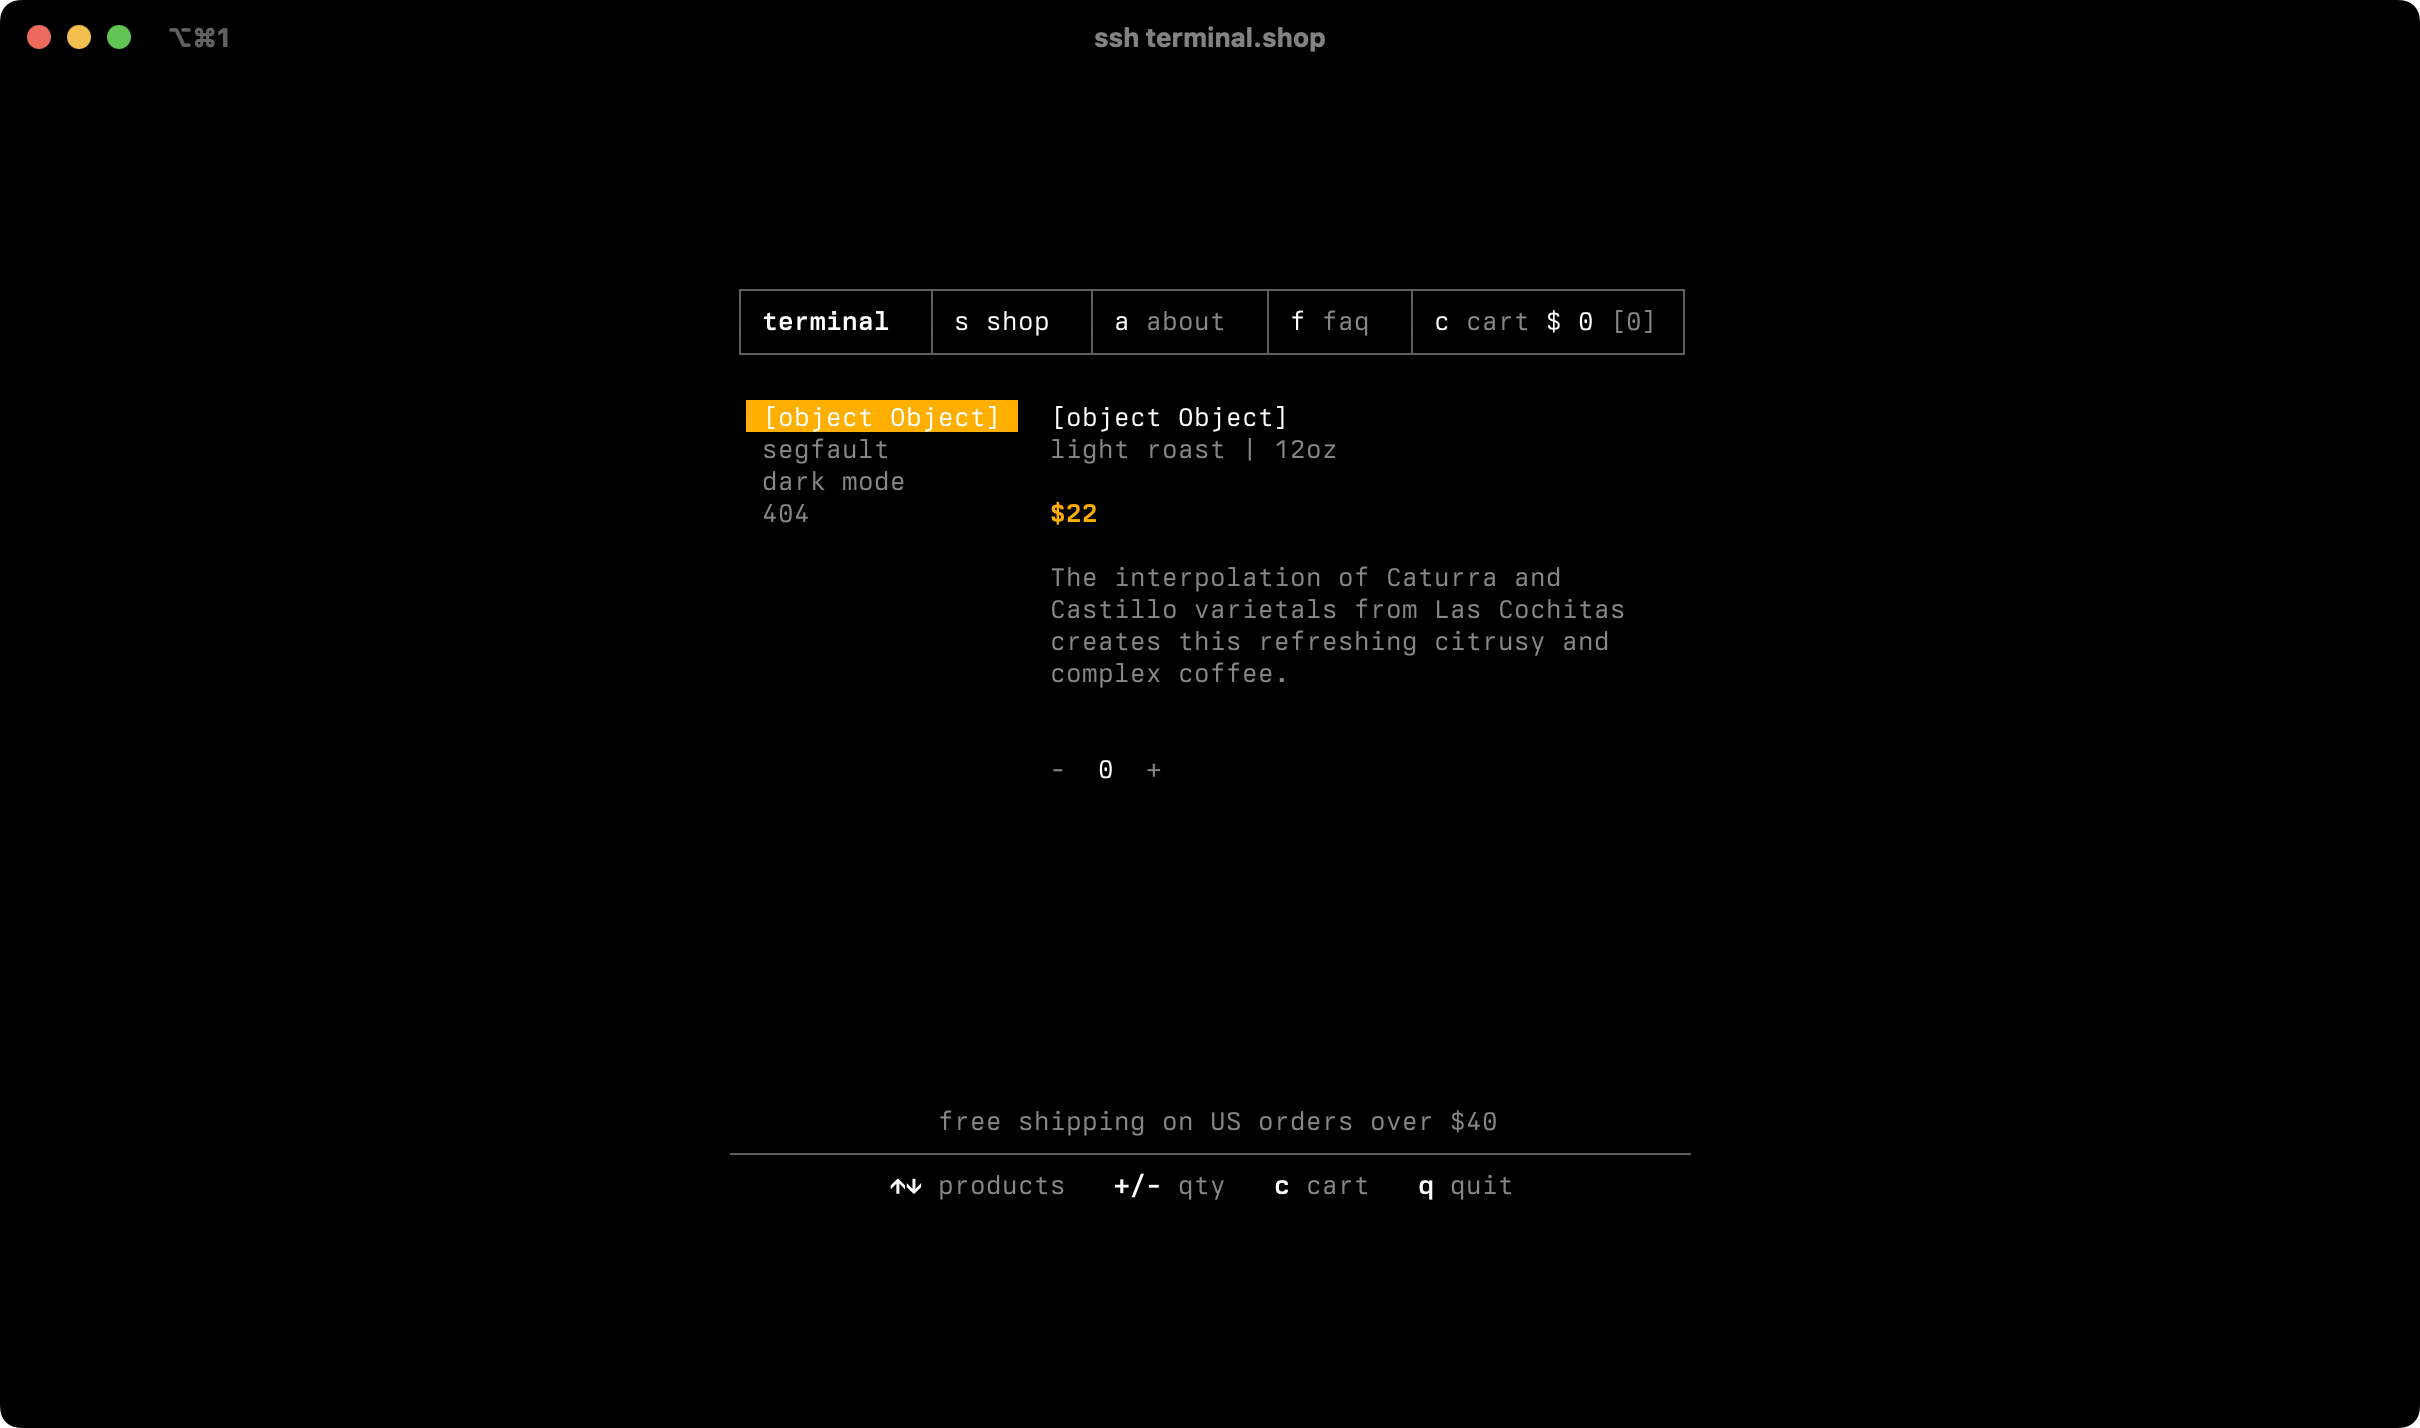 ⌥⌘1
ssh terminal.shop
terminal s shop a about f faq c cart $ 0 [0]
[object Object]
segfault
dark mode
404
[object Object]
light roast | 12oz
$22
The interpolation of Caturra and
Castillo varietals from Las Cochitas
creates this refreshing citrusy and
complex coffee.
- 0 +
free shipping on US orders over $40
↑↓ products +/- qty c cart q quit